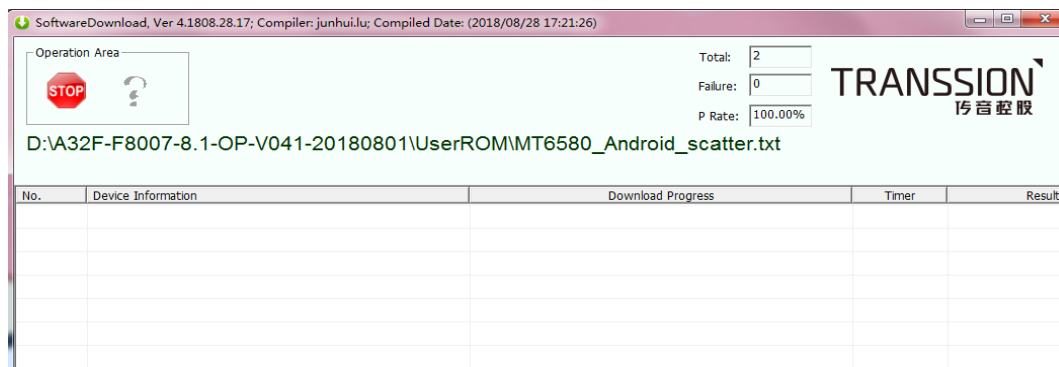 SoftwareDownload, Ver 4.1808.28.17; Compiler: junhui.lu; Compiled Date: (2018/08/28 17:21:26)
Operation Area
STOP
?
Total: 2
Failure: 0
P Rate: 100.00%
TRANSSION
传音控股
D:\A32F-F8007-8.1-OP-V041-20180801\UserROM\MT6580_Android_scatter.txt
No. Device Information Download Progress Timer Result